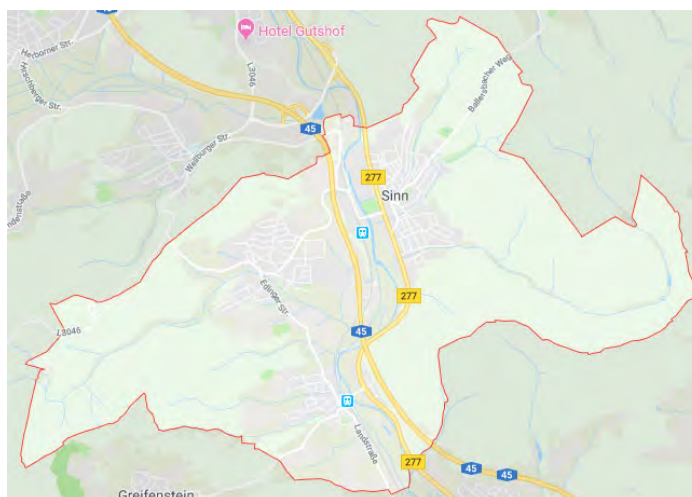 Hotel Gutshof
Herborner Str.
Hirschberger Str.
L3046
Ballersbacher Weg
45
Weilburger Str.
277
Sinn
Edinger Str.
277
45
L3046
Landstraße
277
45
45
Greifenstein